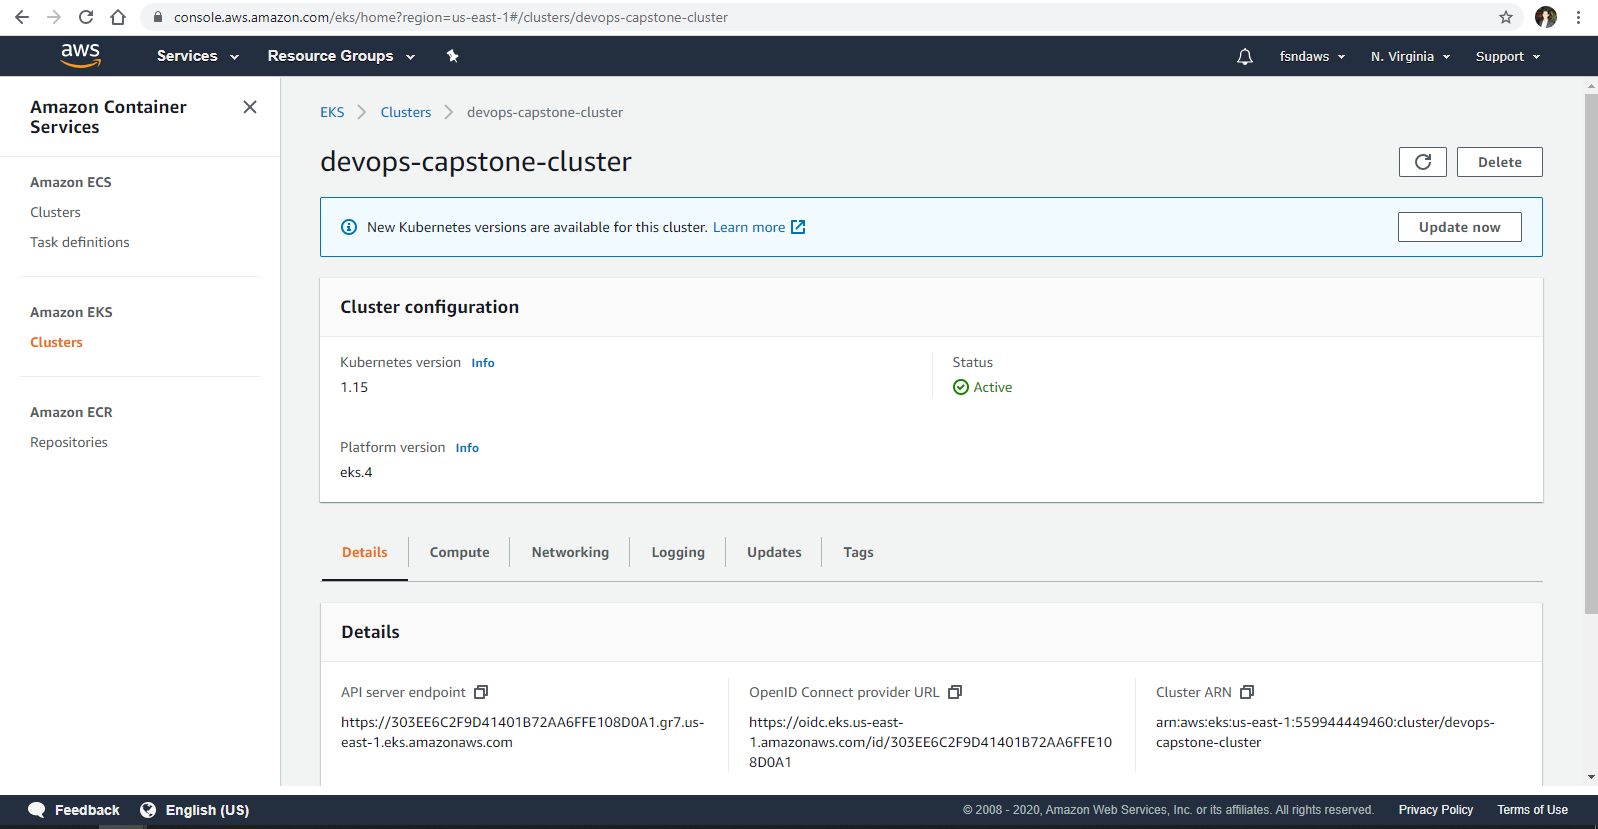 console.aws.amazon.com/eks/home?region=us-east-1#/clusters/devops-capstone-cluster
aws Services Resource Groups fsndaws N. Virginia Support
Amazon Container
Services
Amazon ECS
Clusters
Task definitions
Amazon EKS
Clusters
Amazon ECR
Repositories
EKS Clusters devops-capstone-cluster
devops-capstone-cluster
Delete
New Kubernetes versions are available for this cluster. Learn more
Update now
Cluster configuration
Kubernetes version Info
1.15
Status
Active
Platform version Info
eks.4
Details Compute Networking Logging Updates Tags
Details
API server endpoint
https://303EE6C2F9D41401B72AA6FFE108D0A1.gr7.us-
east-1.eks.amazonaws.com
OpenID Connect provider URL
https://oidc.eks.us-east-
1.amazonaws.com/id/303EE6C2F9D41401B72AA6FFE10
8D0A1
Cluster ARN
arn:aws:eks:us-east-1:559944449460:cluster/devops-
capstone-cluster
Feedback English (US) © 2008 - 2020, Amazon Web Services, Inc. or its affiliates. All rights reserved. Privacy Policy Terms of Use